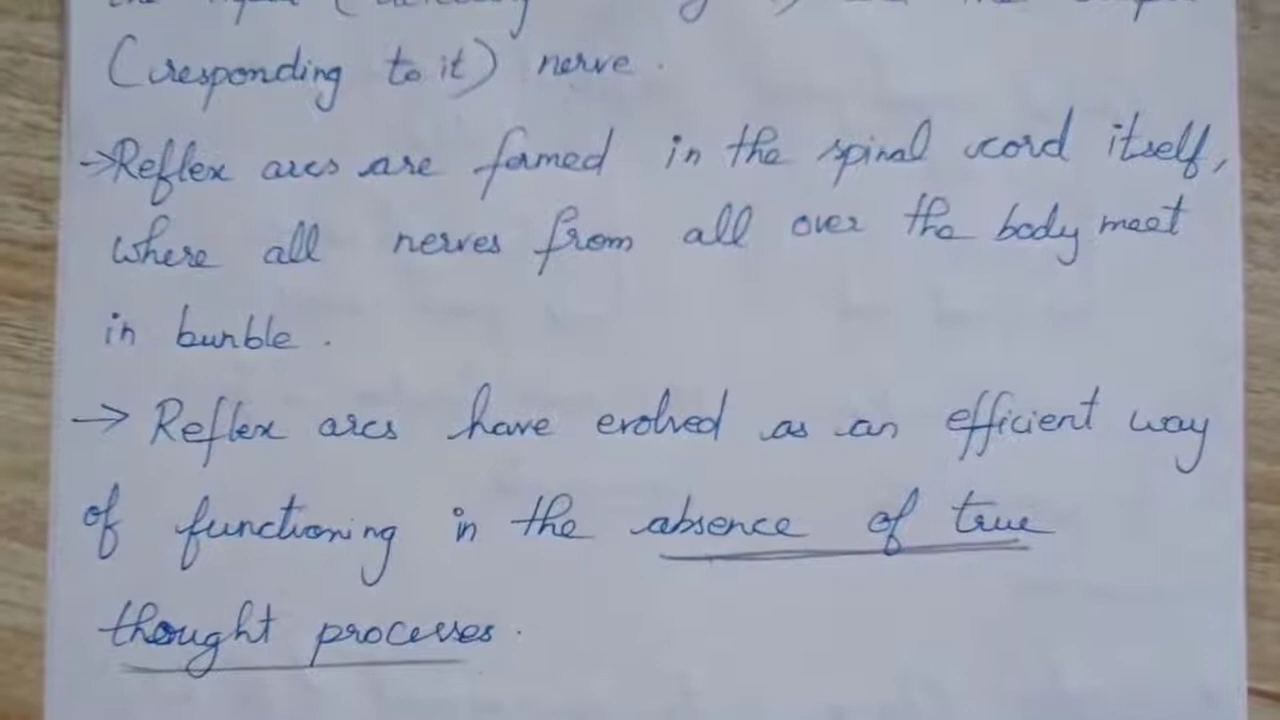 (responding to it) nerve.
→Reflex arcs are formed in the spinal cord itself,
where all nerves from all over the body meet
in bunble.
→ Reflex arcs have evolved as an efficient way
of functioning in the absence of true
thought processes.